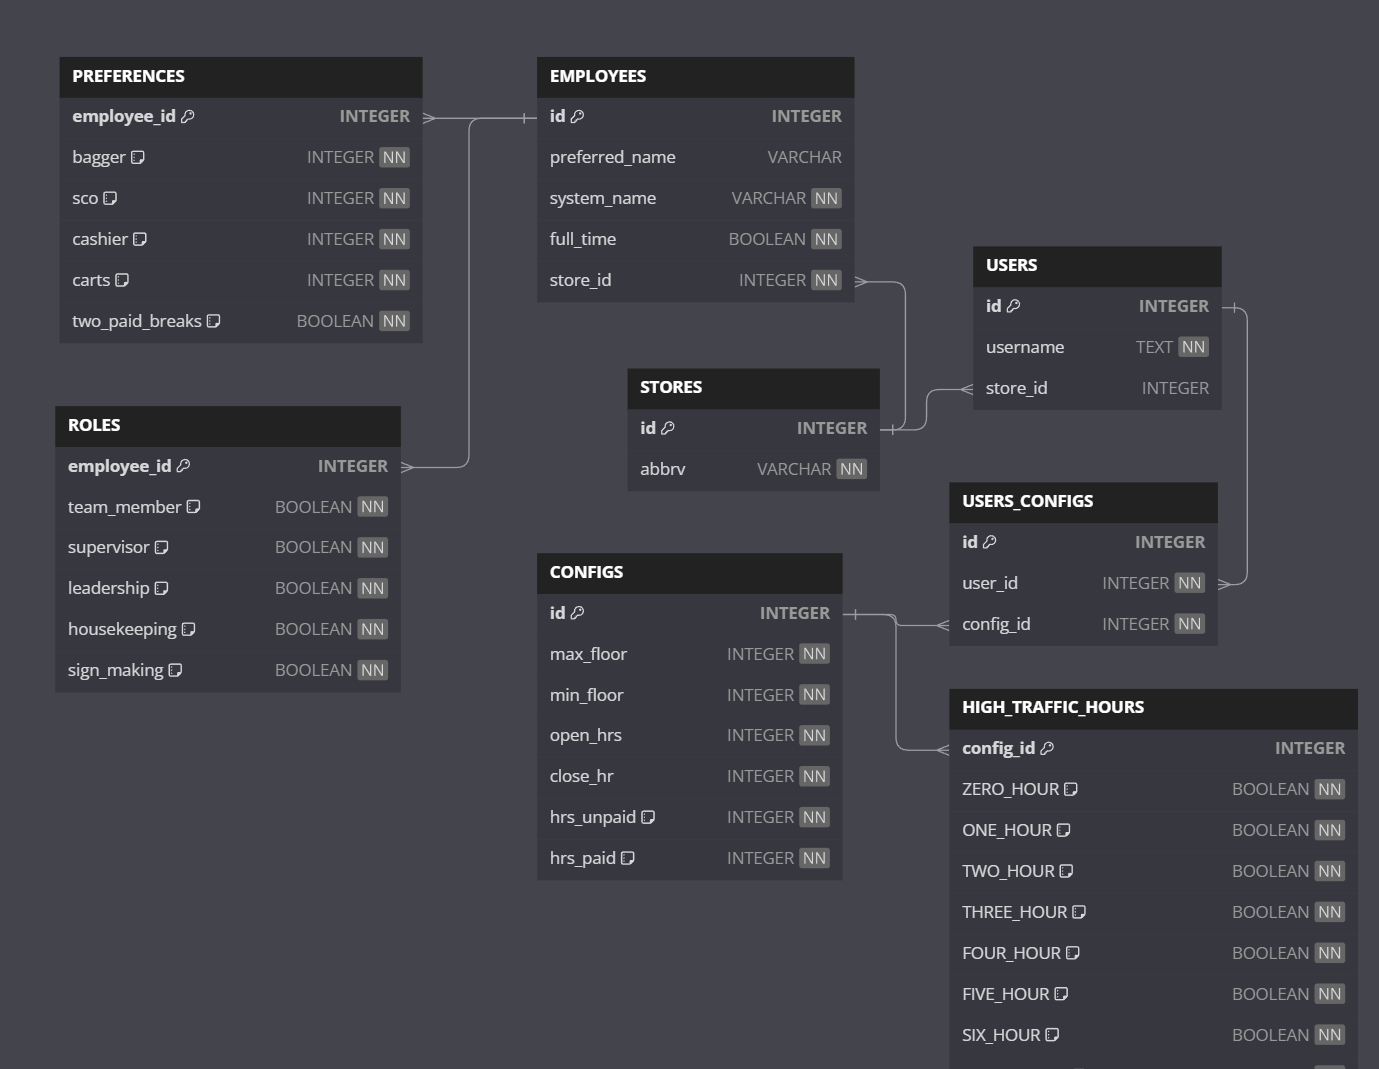 PREFERENCES
employee_id INTEGER
bagger INTEGER NN
sco INTEGER NN
cashier INTEGER NN
carts INTEGER NN
two_paid_breaks BOOLEAN NN
EMPLOYEES
id INTEGER
preferred_name VARCHAR
system_name VARCHAR NN
full_time BOOLEAN NN
store_id INTEGER NN
USERS
id INTEGER
username TEXT NN
store_id INTEGER
STORES
id INTEGER
abbrv VARCHAR NN
ROLES
employee_id INTEGER
team_member BOOLEAN NN
supervisor BOOLEAN NN
leadership BOOLEAN NN
housekeeping BOOLEAN NN
sign_making BOOLEAN NN
USERS_CONFIGS
id INTEGER
user_id INTEGER NN
config_id INTEGER NN
CONFIGS
id INTEGER
max_floor INTEGER NN
min_floor INTEGER NN
open_hrs INTEGER NN
close_hr INTEGER NN
hrs_unpaid INTEGER NN
hrs_paid INTEGER NN
HIGH_TRAFFIC_HOURS
config_id INTEGER
ZERO_HOUR BOOLEAN NN
ONE_HOUR BOOLEAN NN
TWO_HOUR BOOLEAN NN
THREE_HOUR BOOLEAN NN
FOUR_HOUR BOOLEAN NN
FIVE_HOUR BOOLEAN NN
SIX_HOUR BOOLEAN NN